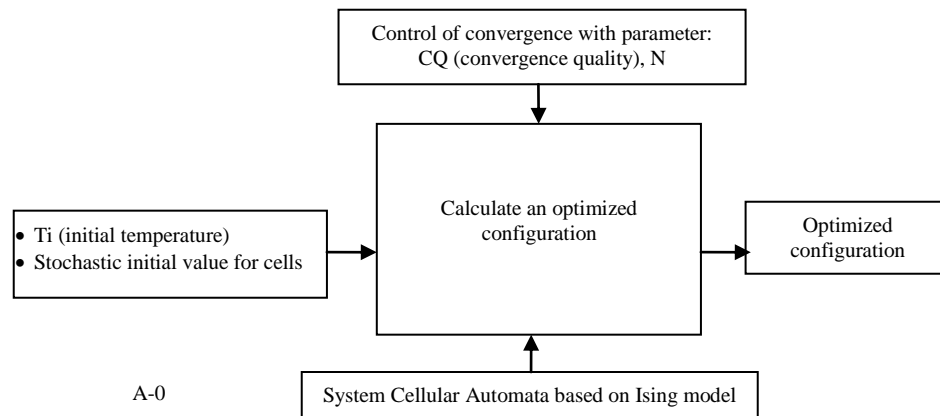 Control of convergence with parameter:
CQ (convergence quality), N
Calculate an optimized
configuration
• Ti (initial temperature)
• Stochastic initial value for cells
Optimized
configuration
A-0
System Cellular Automata based on Ising model